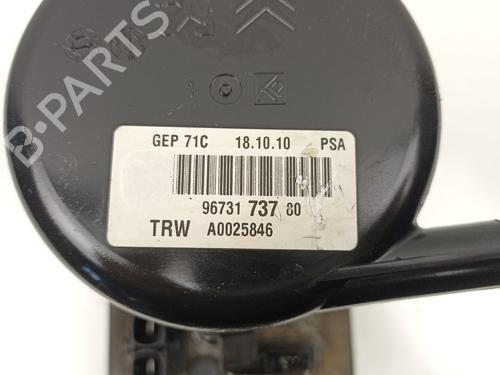 B-PARTS
GEP 71C 18.10.10 PSA
96731 737 80
TRW A0025846